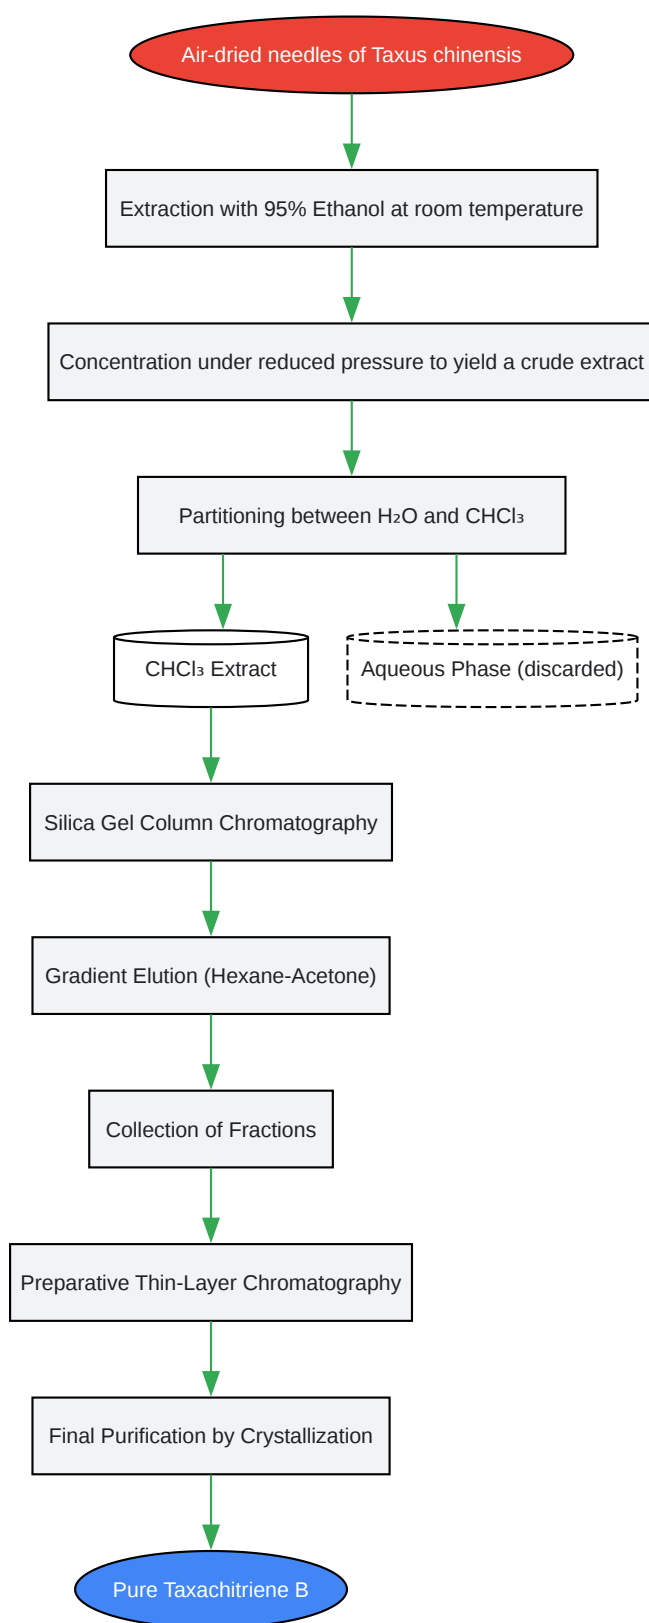 Air-dried needles of Taxus chinensis
Extraction with 95% Ethanol at room temperature
Concentration under reduced pressure to yield a crude extract
Partitioning between H₂O and CHCl₃
CHCl₃ Extract
Aqueous Phase (discarded)
Silica Gel Column Chromatography
Gradient Elution (Hexane-Acetone)
Collection of Fractions
Preparative Thin-Layer Chromatography
Final Purification by Crystallization
Pure Taxachitriene B